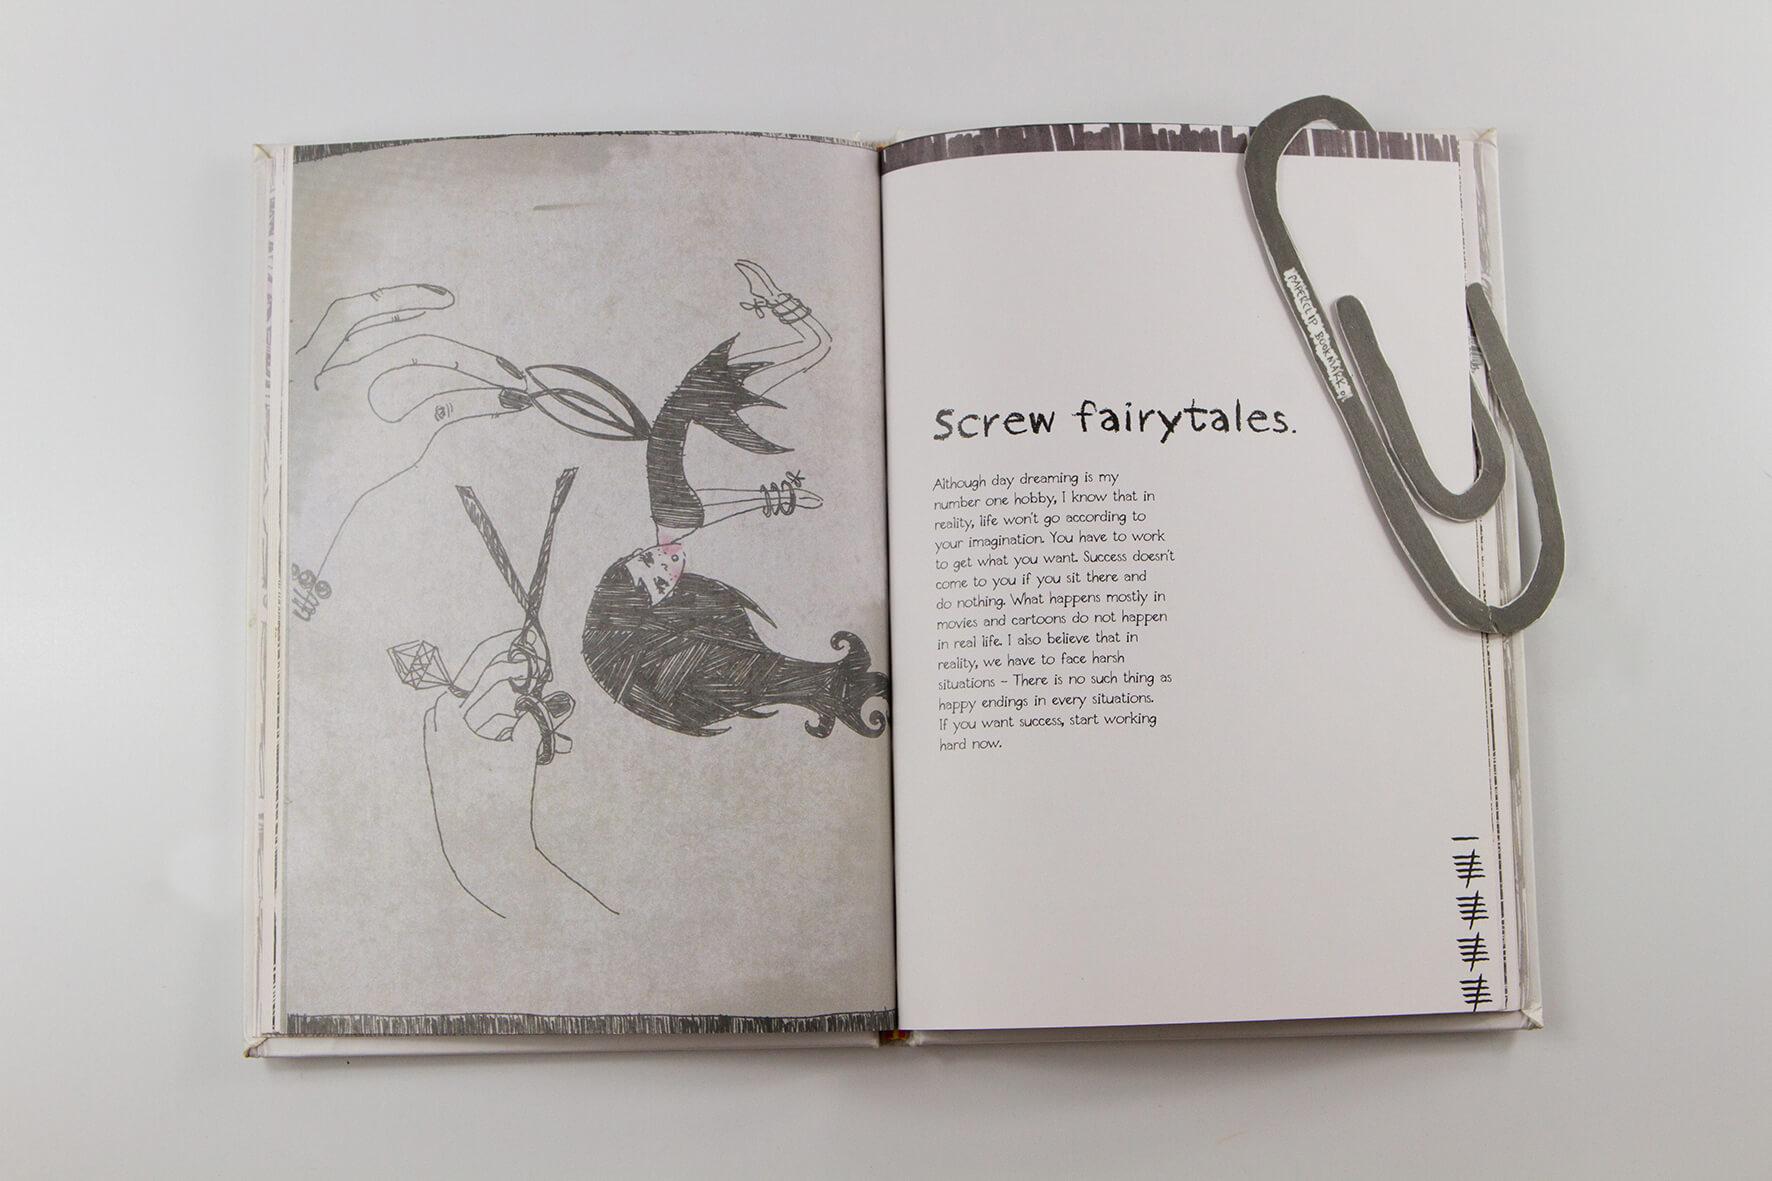 Screw fairytales.
Although day dreaming is my
number one hobby, I know that in
reality, life won't go according to
your imagination. You have to work
to get what you want. Success doesn't
come to you if you sit there and
do nothing. What happens mostly in
movies and cartoons do not happen
in real life. I also believe that in
reality, we have to face harsh
situations - There is no such thing as
happy endings in every situations.
If you want success, start working
hard now.
PAPERCLIP BOOKMARK